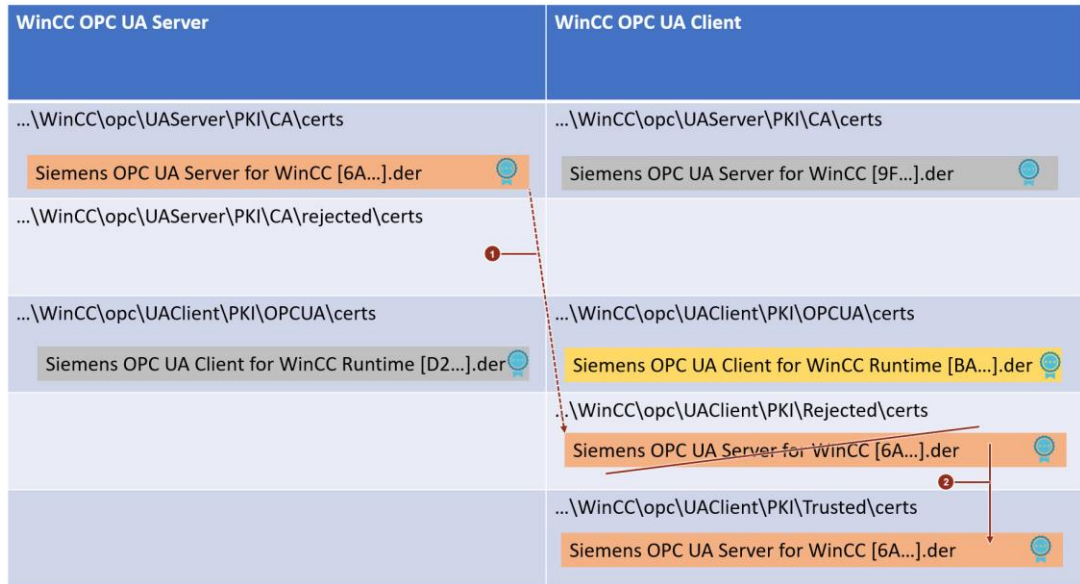 WinCC OPC UA Server
WinCC OPC UA Client
...\WinCC\opc\UAServer\PKI\CA\certs
...\WinCC\opc\UAServer\PKI\CA\certs
Siemens OPC UA Server for WinCC [6A...].der
Siemens OPC UA Server for WinCC [9F...].der
...\WinCC\opc\UAServer\PKI\CA\rejected\certs
1
...\WinCC\opc\UAClient\PKI\OPCUA\certs
...\WinCC\opc\UAClient\PKI\OPCUA\certs
Siemens OPC UA Client for WinCC Runtime [D2...].der
Siemens OPC UA Client for WinCC Runtime [BA...].der
...\WinCC\opc\UAClient\PKI\Rejected\certs
Siemens OPC UA Server for WinCC [6A...].der
2
...\WinCC\opc\UAClient\PKI\Trusted\certs
Siemens OPC UA Server for WinCC [6A...].der